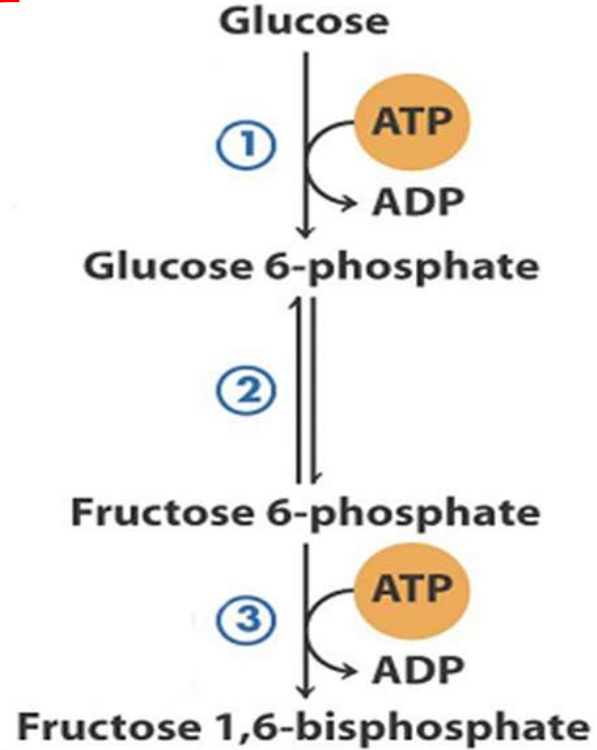 Glucose
ATP
1
ADP
Glucose 6-phosphate
2
Fructose 6-phosphate
ATP
3
ADP
Fructose 1,6-bisphosphate